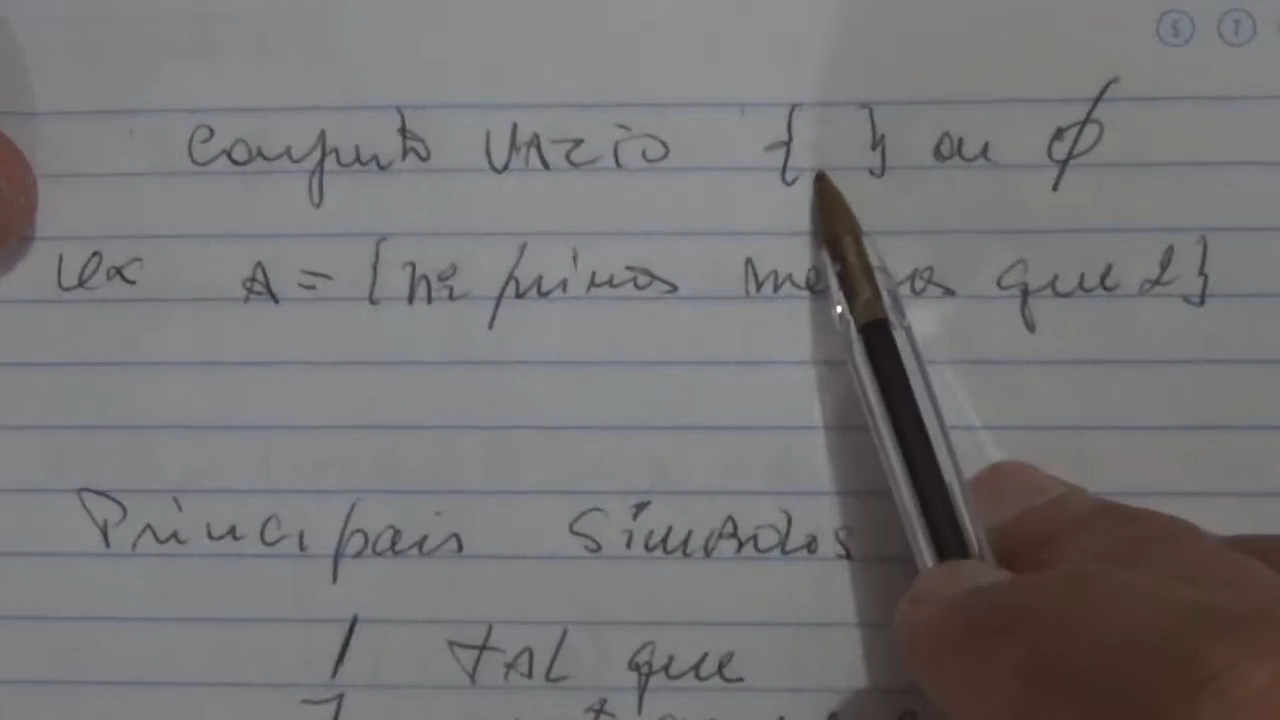 S T
Conjunto VAZIO { } ou ∅
Ex A = {nº primos menores que 2}
Principais Símbolos
/ tAL que